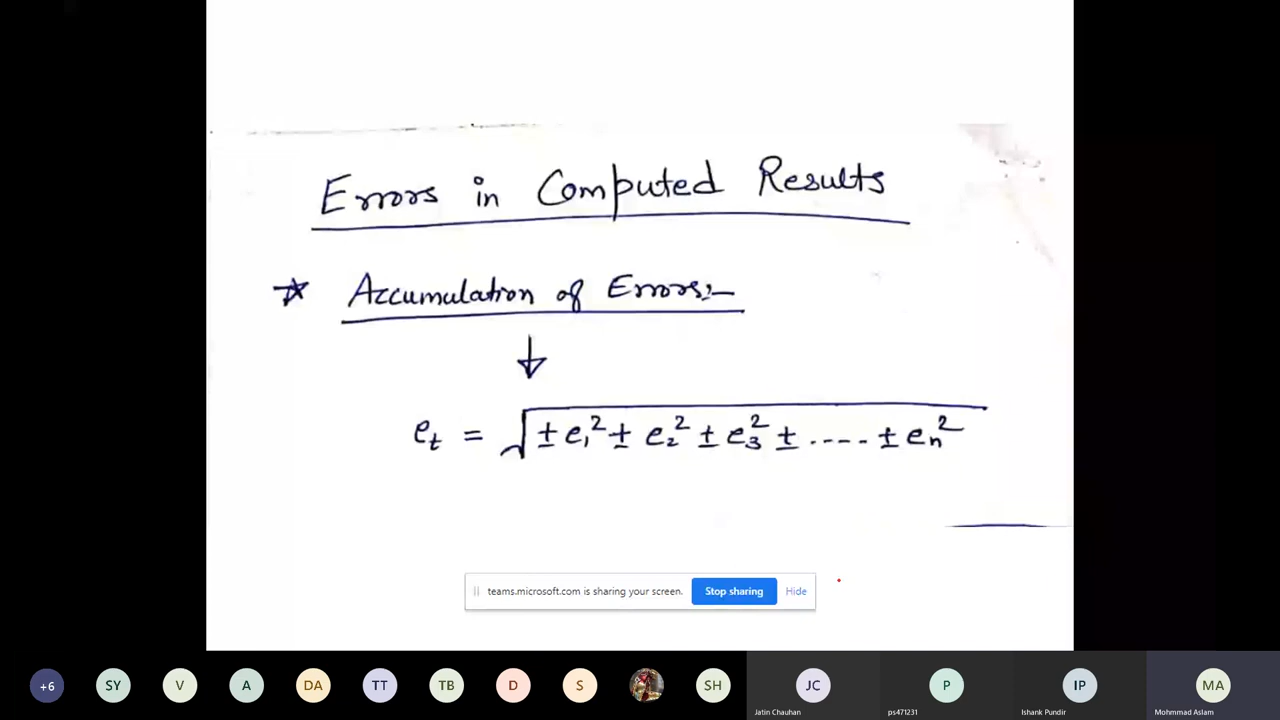 Errors in Computed Results
☆ Accumulation of Errors:-
↓
eₜ = √(± e₁² ± e₂² ± e₃² ± ..... ± eₙ²)
teams.microsoft.com is sharing your screen. Stop sharing Hide
+6 SY V A DA TT TB D S SH JC P IP MA
Jatin Chauhan ps471231 Ishank Pundir Mohmmad Aslam